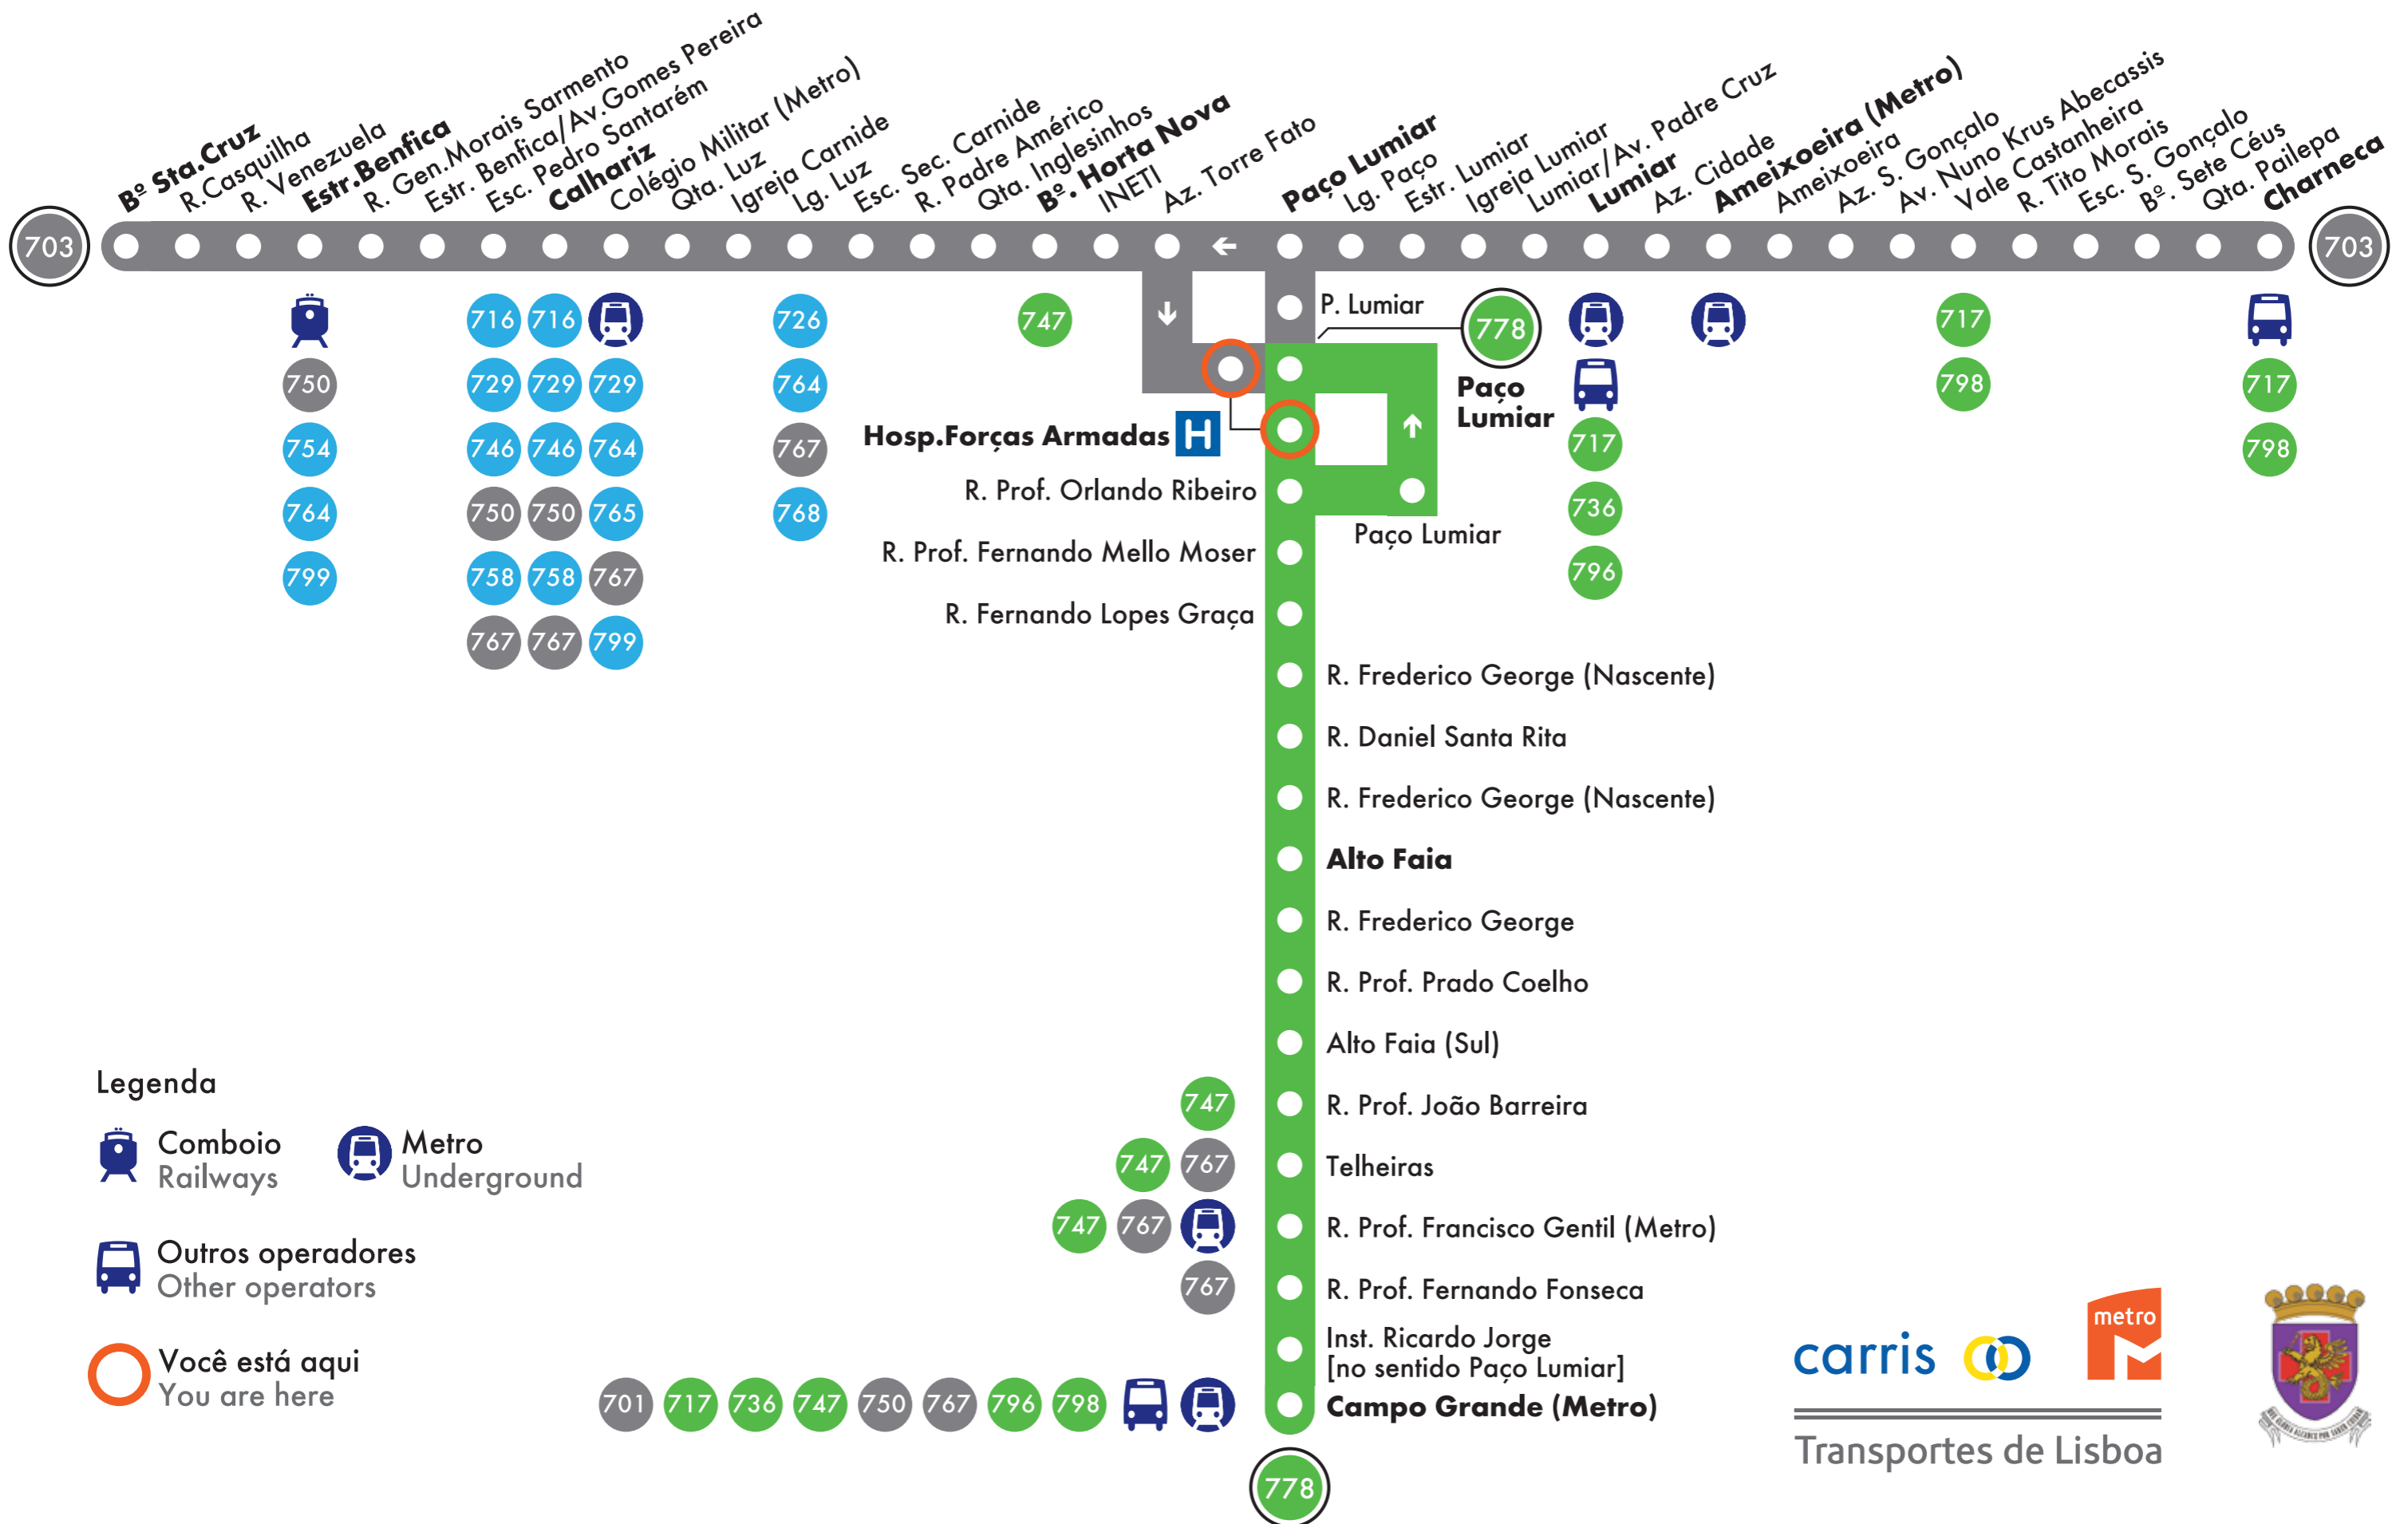 Bº Sta.Cruz
R.Casquilha
R. Venezuela
Estr.Benfica
R. Gen.Morais Sarmento
Estr. Benfica/Av.Gomes Pereira
Esc. Pedro Santarém
Calhariz
Colégio Militar (Metro)
Qta. Luz
Igreja Carnide
Lg. Luz
Esc. Sec. Carnide
R. Padre Américo
Qta. Inglesinhos
Bº. Horta Nova
INETI
Az. Torre Fato
Paço Lumiar
Lg. Paço
Estr. Lumiar
Igreja Lumiar
Lumiar/Av. Padre Cruz
Lumiar
Az. Cidade
Ameixoeira (Metro)
Ameixoeira
Az. S. Gonçalo
Av. Nuno Krus Abecassis
Vale Castanheira
R. Tito Morais
Esc. S. Gonçalo
Bº. Sete Céus
Qta. Pailepa
Charneca
703
703
716 716 726 747 P. Lumiar 778 717
750 729 729 729 764 Paço 798 717
Lumiar
754 746 746 764 767 Hosp.Forças Armadas H 717 798
764 750 750 765 768 R. Prof. Orlando Ribeiro 736
Paço Lumiar
799 758 758 767 R. Prof. Fernando Mello Moser 796
767 767 799 R. Fernando Lopes Graça
R. Frederico George (Nascente)
R. Daniel Santa Rita
R. Frederico George (Nascente)
Alto Faia
R. Frederico George
R. Prof. Prado Coelho
Alto Faia (Sul)
747 R. Prof. João Barreira
747 767 Telheiras
747 767 R. Prof. Francisco Gentil (Metro)
767 R. Prof. Fernando Fonseca
Inst. Ricardo Jorge
[no sentido Paço Lumiar]
701 717 736 747 750 767 796 798 Campo Grande (Metro)
778
Legenda
Comboio
Railways
Metro
Underground
Outros operadores
Other operators
Você está aqui
You are here
carris
metro
Transportes de Lisboa